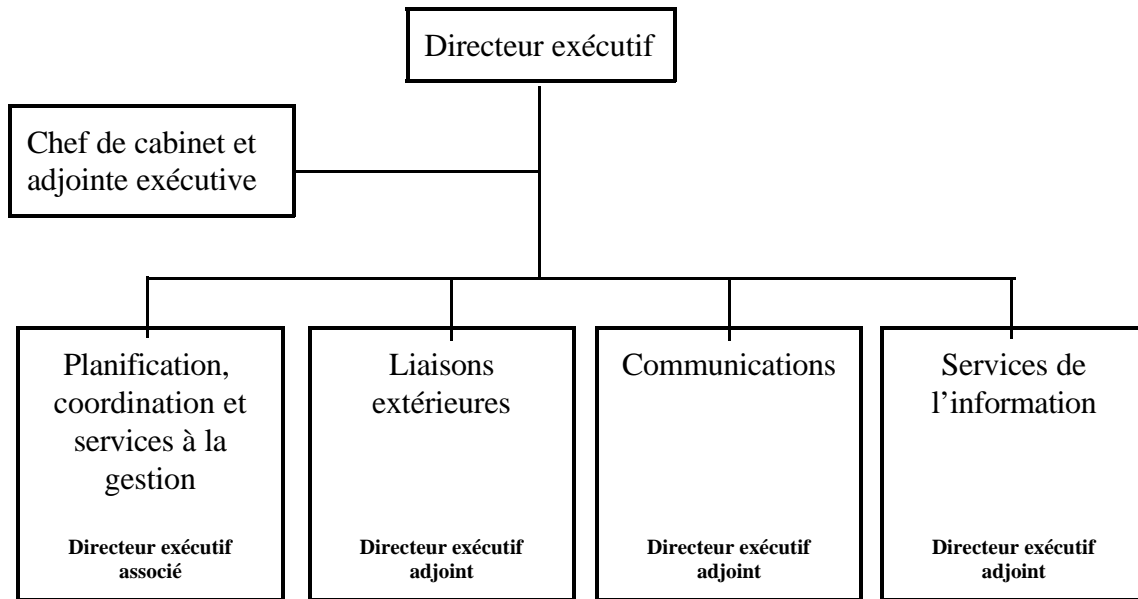 Directeur exécutif
Chef de cabinet et
adjointe exécutive
Planification,
coordination et
services à la
gestion
Directeur exécutif
associé
Liaisons
extérieures
Directeur exécutif
adjoint
Communications
Directeur exécutif
adjoint
Services de
l’information
Directeur exécutif
adjoint